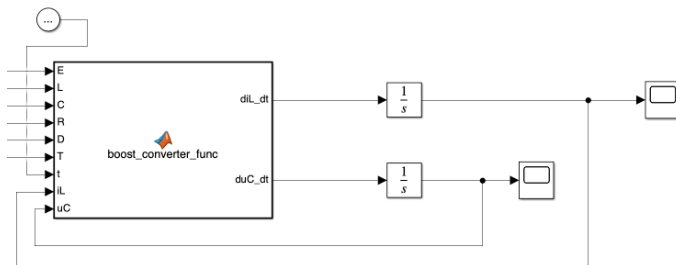 ...
E
L
C
R
D
T
t
iL
uC
boost_converter_func
diL_dt
duC_dt
1
s
1
s